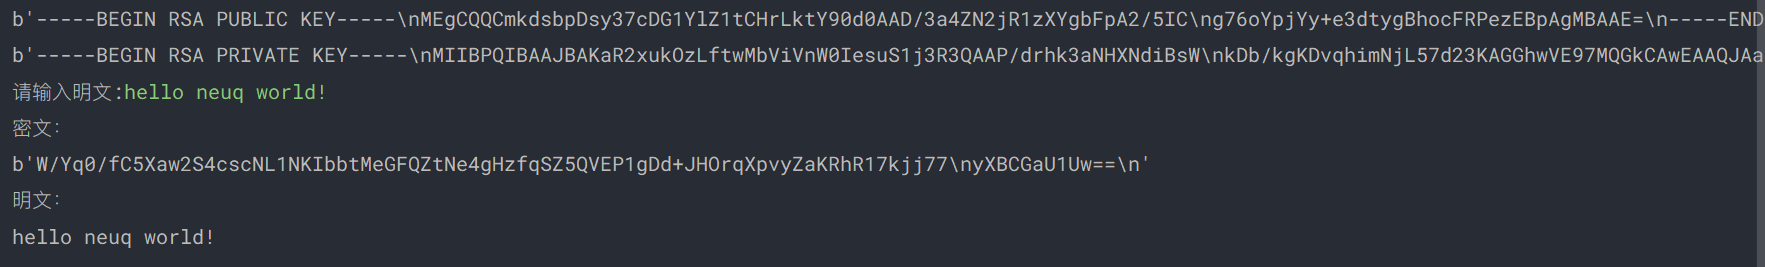 b'-----BEGIN RSA PUBLIC KEY-----\nMEgCQQCmkdsbpDsy37cDG1YlZ1tCHrLktY90d0AAD/3a4ZN2jR1zXYgbFpA2/5IC\ng76oYpjYy+e3dtygBhocFRPezEBpAgMBAAE=\n-----END
b'-----BEGIN RSA PRIVATE KEY-----\nMIIBPQIBAAJBAKaR2xukOzLftwMbViVnW0IesuS1j3R3QAAP/drhk3aNHXNdiBsW\nkDb/kgKDvqhimNjL57d23KAGGhwVE97MQGkCAwEAAQJAa
请输入明文:hello neuq world!
密文:
b'W/Yq0/fC5Xaw2S4cscNL1NKIbbtMeGFQZtNe4gHzfqSZ5QVEP1gDd+JHOrqXpvyZaKRhR17kjj77\nyXBCGaU1Uw==\n'
明文:
hello neuq world!